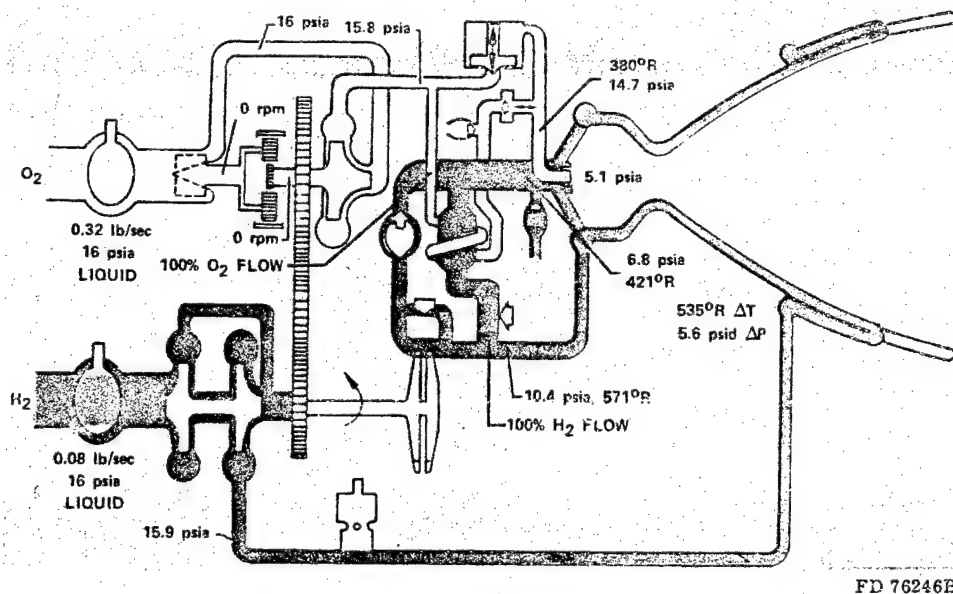 16 psia
15.8 psia
380°R
14.7 psia
0 rpm
O2
5.1 psia
0.32 lb/sec
16 psia
LIQUID
0 rpm
100% O2 FLOW
6.8 psia
421°R
535°R ΔT
5.6 psid ΔP
H2
10.4 psia, 571°R
100% H2 FLOW
0.08 lb/sec
16 psia
LIQUID
15.9 psia
FD 76246B